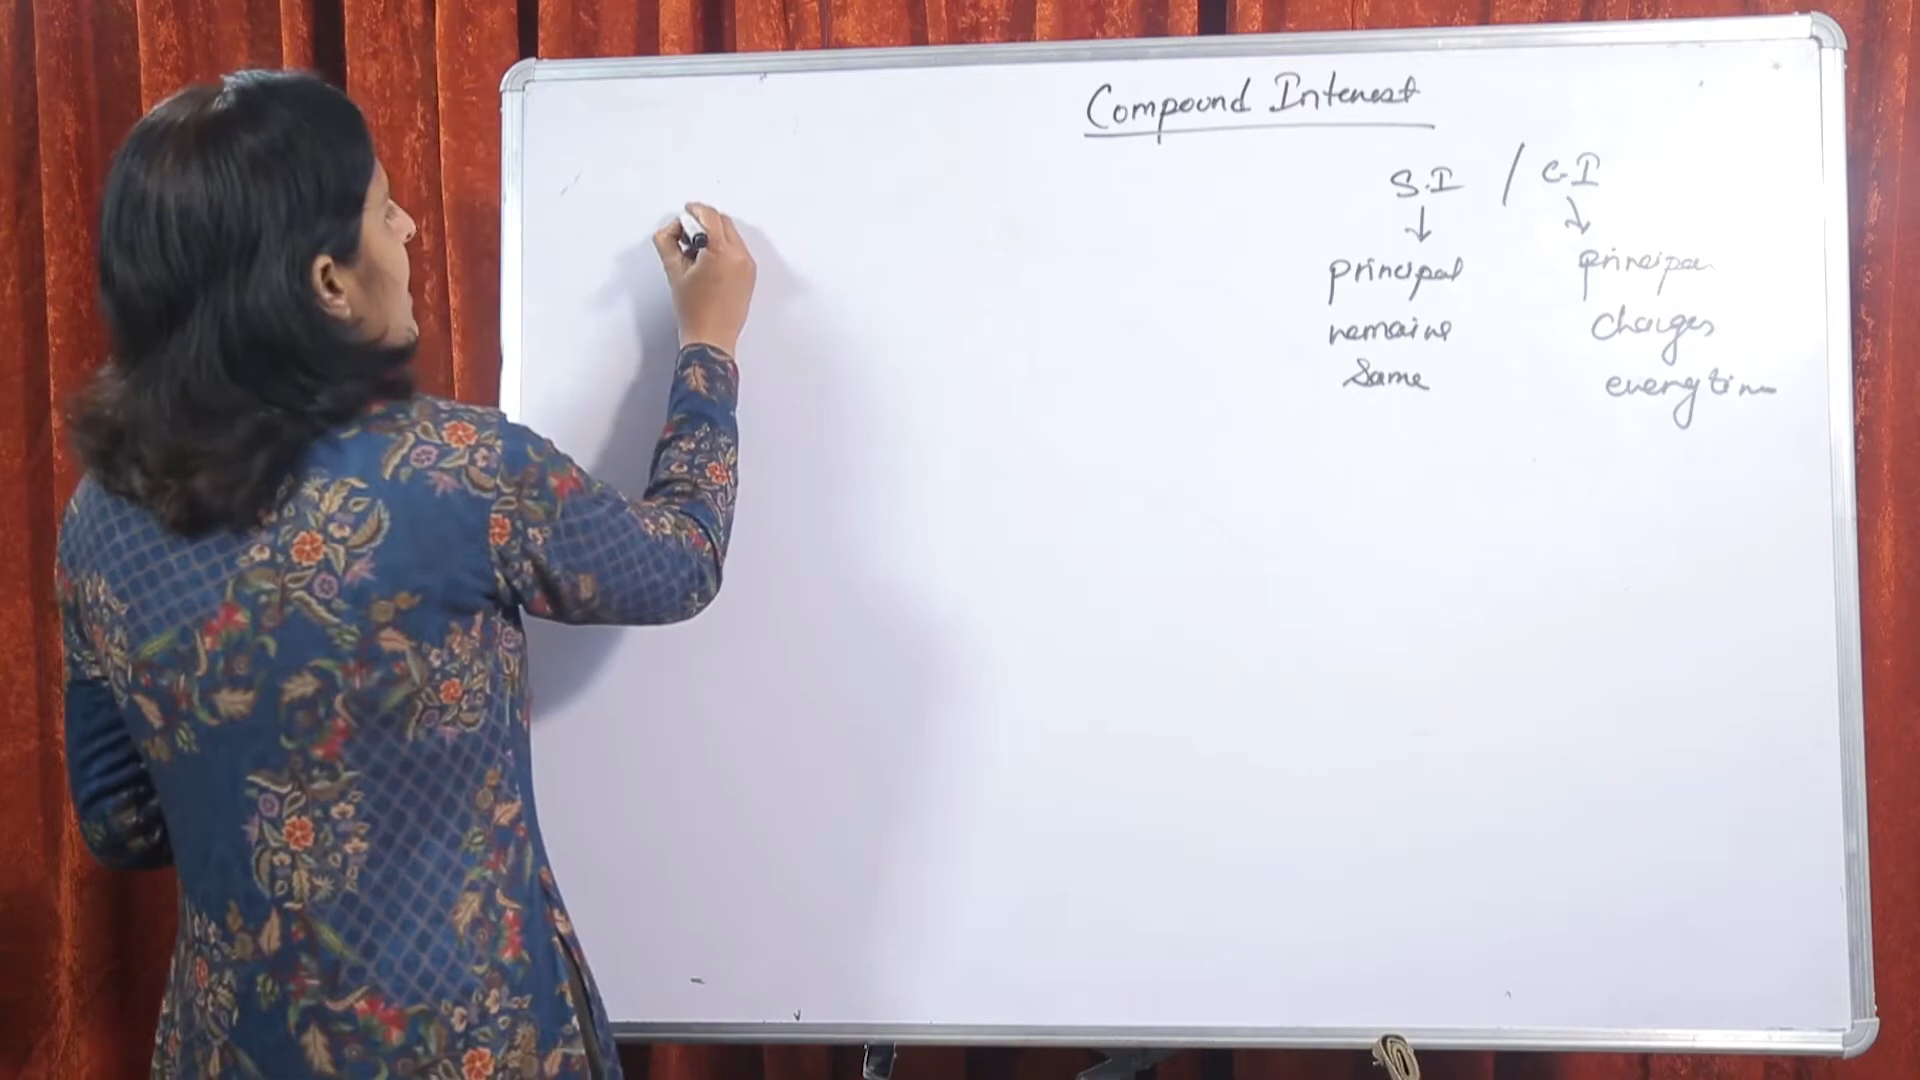 Compound Interest
S.I / C.I
principal
remains
Same
principal
changes
every time